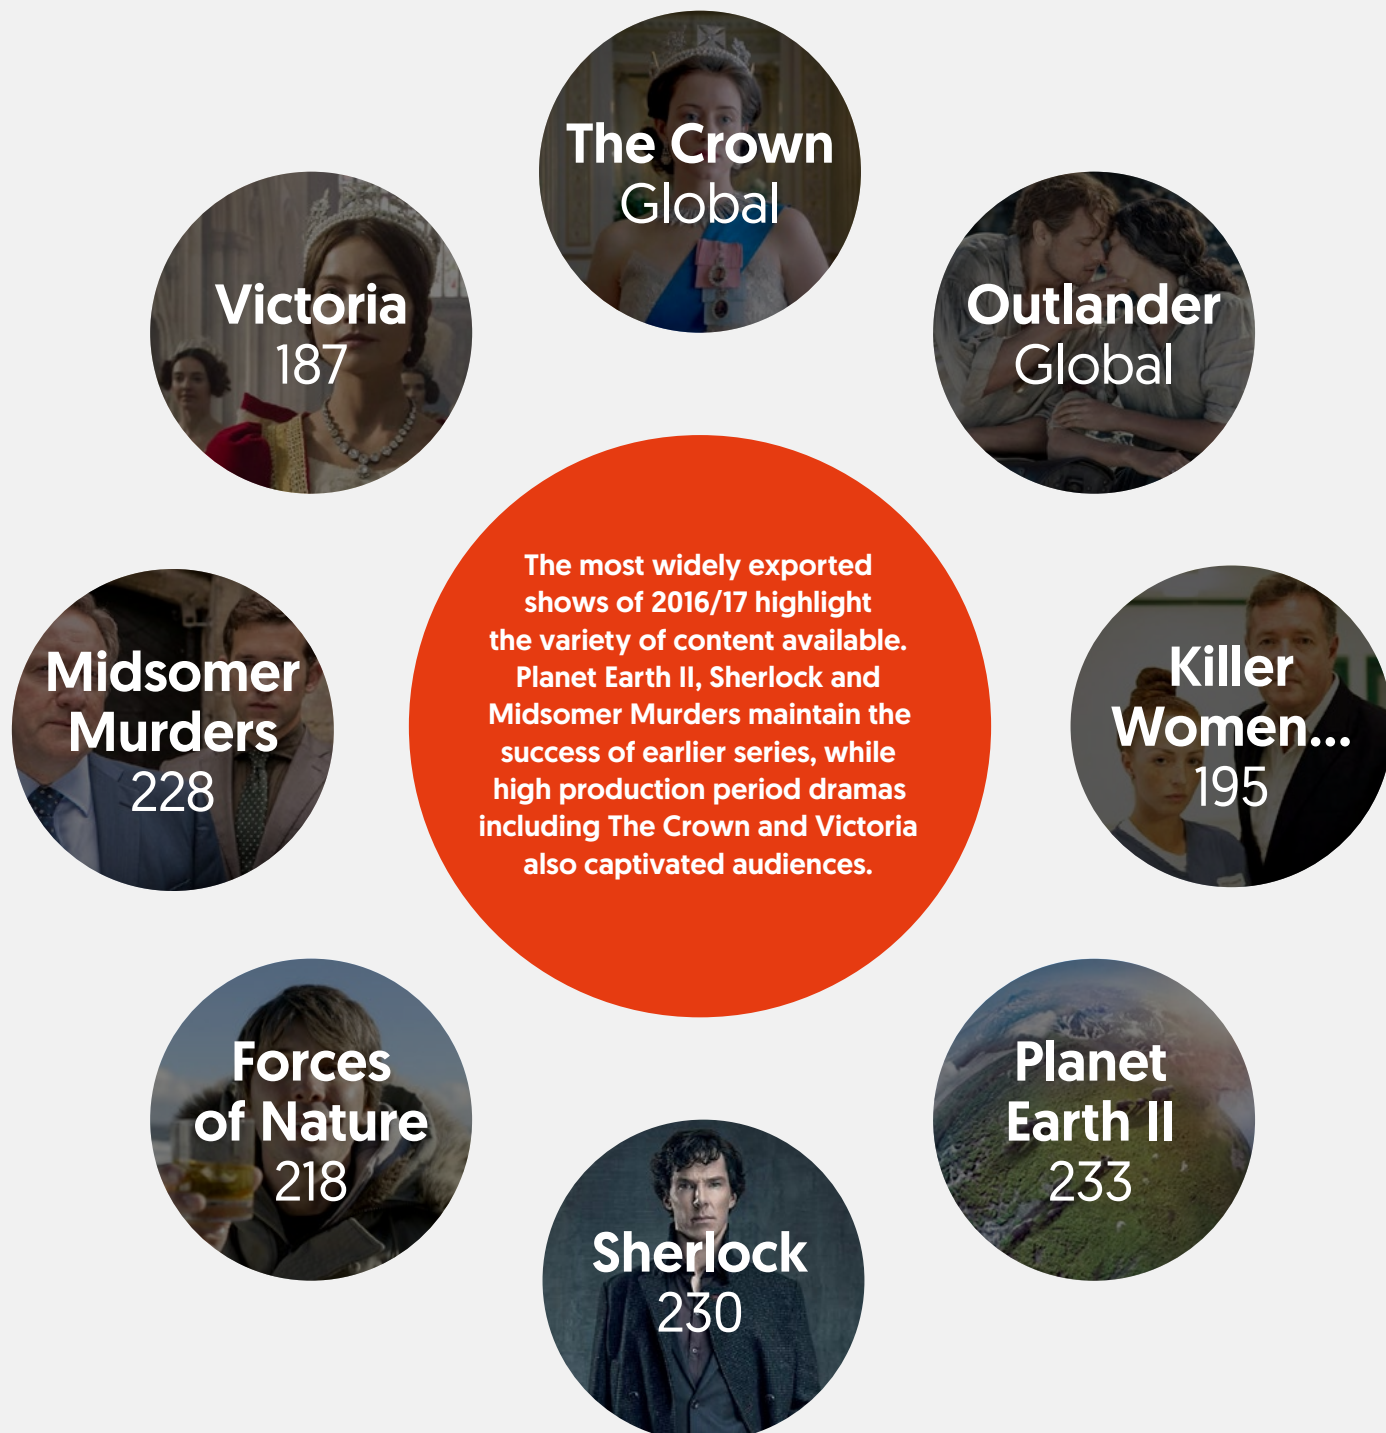 The Crown
Global
Victoria
187
Outlander
Global
The most widely exported
shows of 2016/17 highlight
the variety of content available.
Planet Earth II, Sherlock and
Midsomer Murders maintain the
success of earlier series, while
high production period dramas
including The Crown and Victoria
also captivated audiences.
Midsomer
Murders
228
Killer
Women...
195
Forces
of Nature
218
Planet
Earth II
233
Sherlock
230